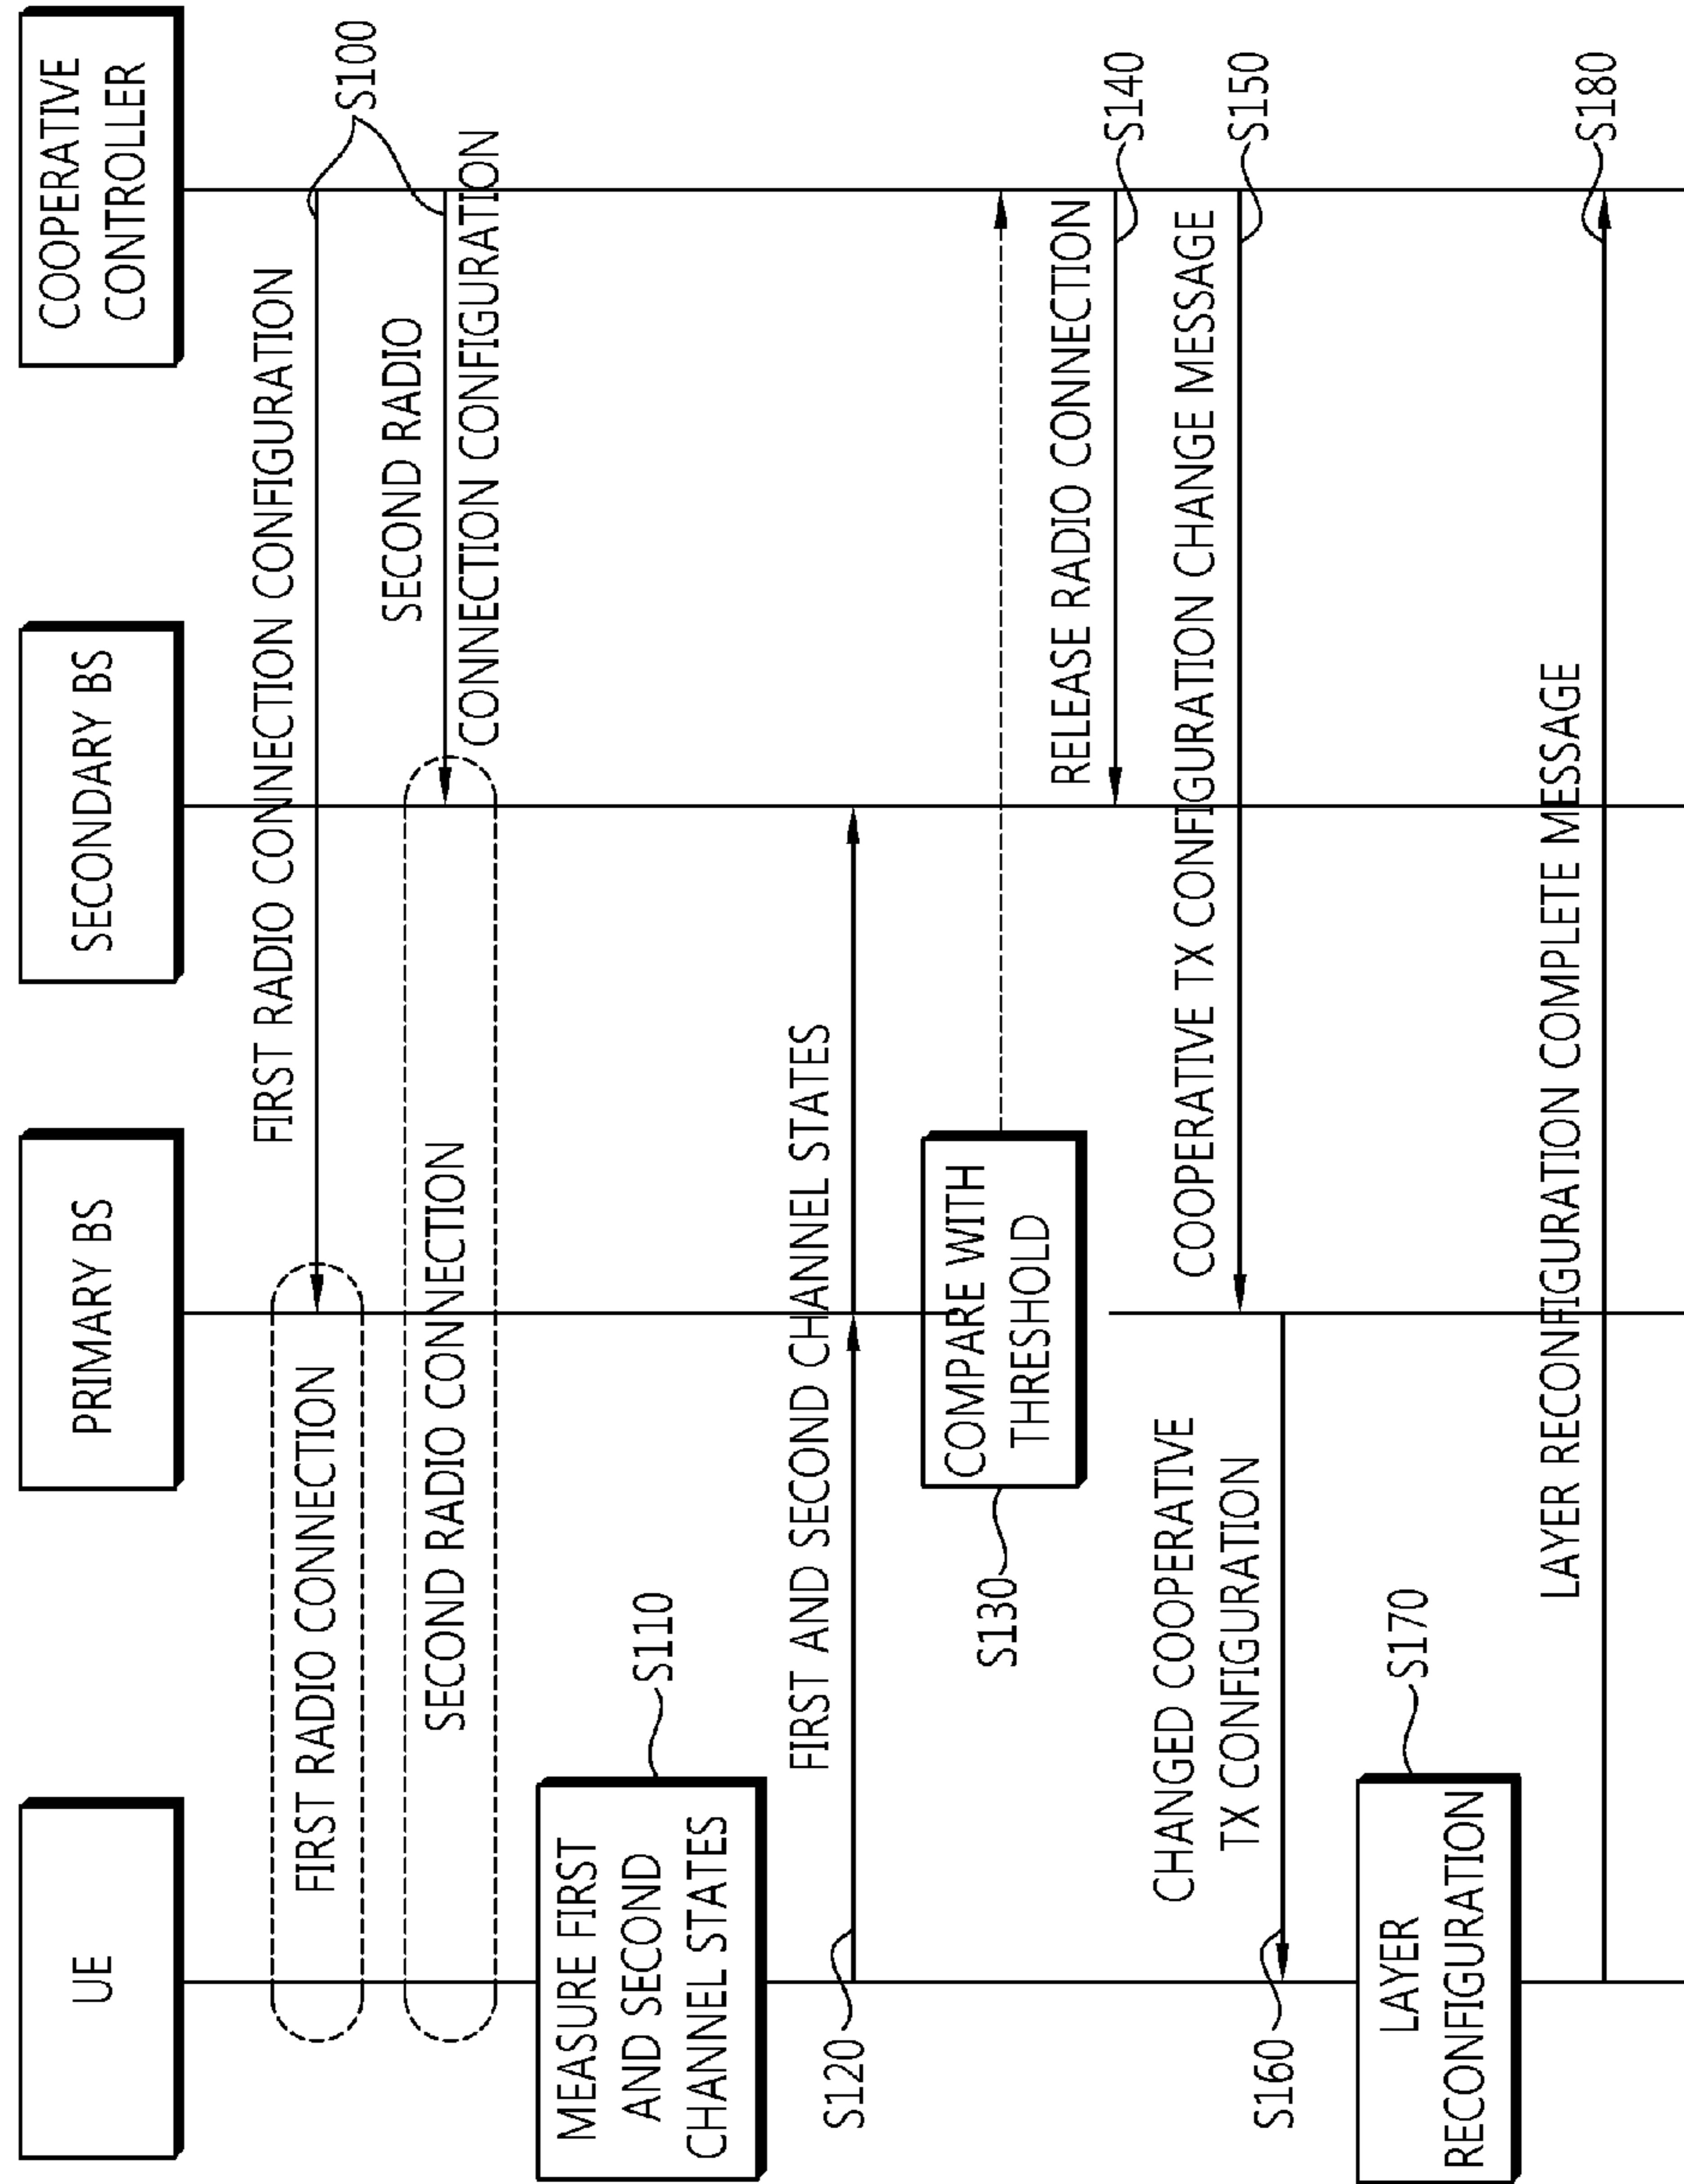 UE
PRIMARY BS
SECONDARY BS
COOPERATIVE
CONTROLLER
FIRST RADIO CONNECTION CONFIGURATION
S100
FIRST RADIO CONNECTION
SECOND RADIO
CONNECTION CONFIGURATION
SECOND RADIO CONNECTION
MEASURE FIRST
AND SECOND
CHANNEL STATES
S110
FIRST AND SECOND CHANNEL STATES
S120
COMPARE WITH
THRESHOLD
S130
RELEASE RADIO CONNECTION
S140
COOPERATIVE TX CONFIGURATION CHANGE MESSAGE
S150
CHANGED COOPERATIVE
TX CONFIGURATION
S160
LAYER
RECONFIGURATION
S170
LAYER RECONFIGURATION COMPLETE MESSAGE
S180